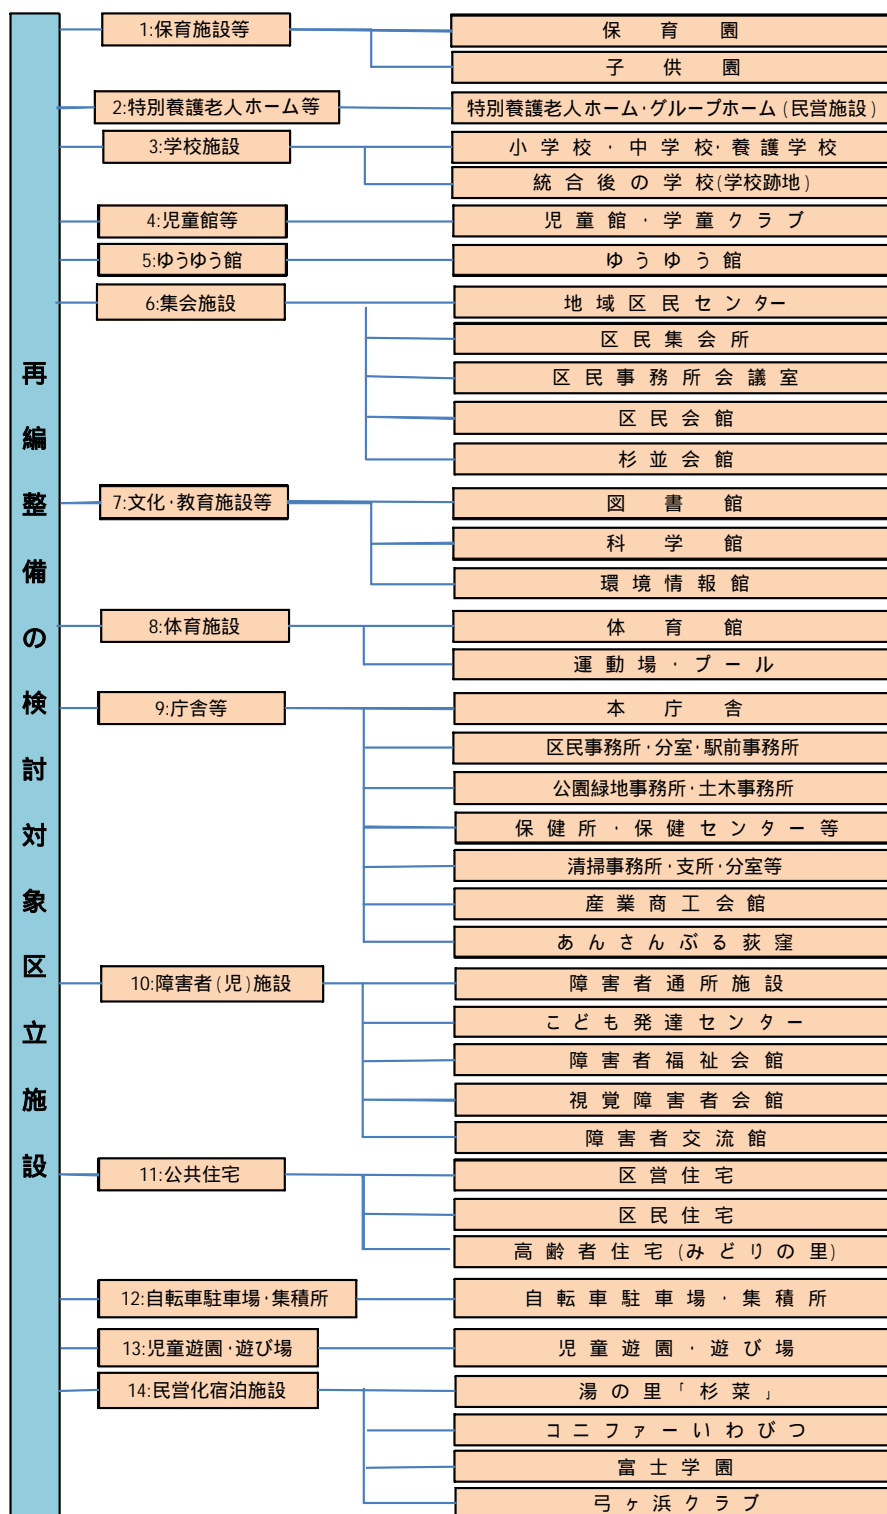 再編整備の検討対象区立施設
1:保育施設等
保育園
子供園
2:特別養護老人ホーム等
特別養護老人ホーム･グループホーム(民営施設)
3:学校施設
小学校･中学校･養護学校
統合後の学校(学校跡地)
4:児童館等
児童館･学童クラブ
5:ゆうゆう館
ゆうゆう館
6:集会施設
地域区民センター
区民集会所
区民事務所会議室
区民会館
杉並会館
7:文化･教育施設等
図書館
科学館
環境情報館
8:体育施設
体育館
運動場･プール
9:庁舎等
本庁舎
区民事務所･分室･駅前事務所
公園緑地事務所･土木事務所
保健所･保健センター等
清掃事務所･支所･分室等
産業商工会館
あんさんぶる荻窪
10:障害者(児)施設
障害者通所施設
こども発達センター
障害者福祉会館
視覚障害者会館
障害者交流館
11:公共住宅
区営住宅
区民住宅
高齢者住宅(みどりの里)
12:自転車駐車場･集積所
自転車駐車場･集積所
13:児童遊園･遊び場
児童遊園･遊び場
14:民営化宿泊施設
湯の里｢杉菜｣
コニファーいわびつ
富士学園
弓ヶ浜クラブ